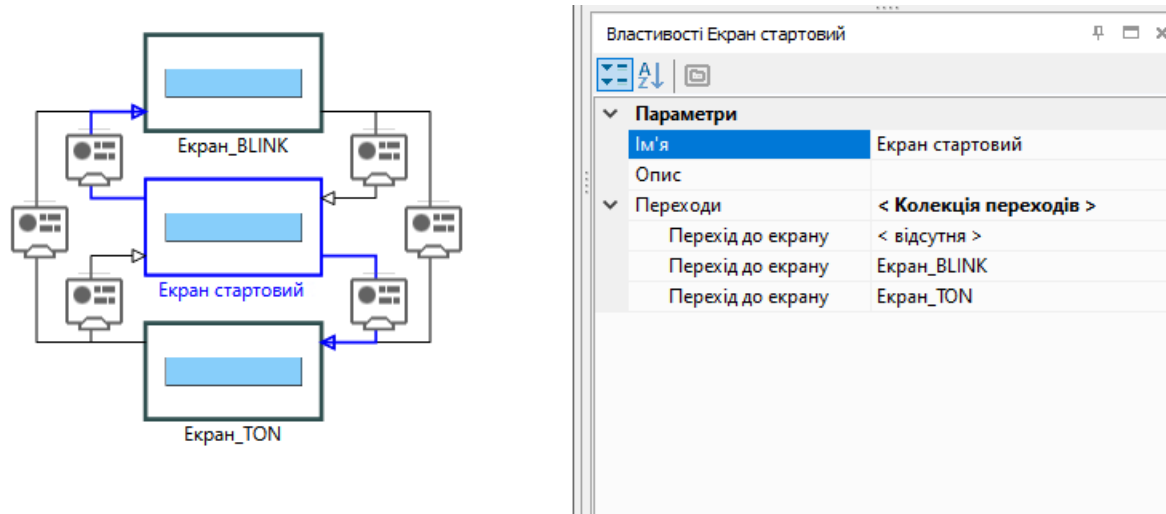 Екран_BLINK
Екран стартовий
Екран_TON
Властивості Екран стартовий
Параметри
Ім'я Екран стартовий
Опис
Переходи < Колекція переходів >
Перехід до екрану < відсутня >
Перехід до екрану Екран_BLINK
Перехід до екрану Екран_TON